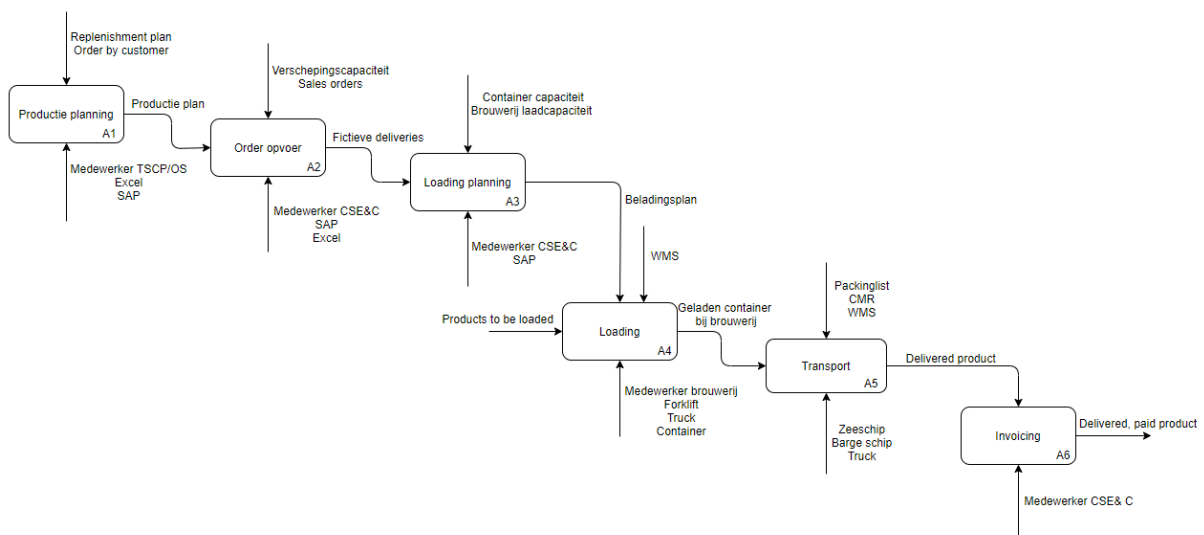 Replenishment plan
Order by customer
Productie planning
A1
Productie plan
Medewerker TSCP/OS
Excel
SAP
Verschepingscapaciteit
Sales orders
Order opvoer
A2
Fictieve deliveries
Medewerker CSE&C
SAP
Excel
Container capaciteit
Brouwerij laadcapaciteit
Loading planning
A3
Beladingsplan
Medewerker CSE&C
SAP
WMS
Products to be loaded
Loading
A4
Geladen container
bij brouwerij
Medewerker brouwerij
Forklift
Truck
Container
Packinglist
CMR
WMS
Transport
A5
Delivered product
Zeeschip
Barge schip
Truck
Invoicing
A6
Delivered, paid product
Medewerker CSE& C